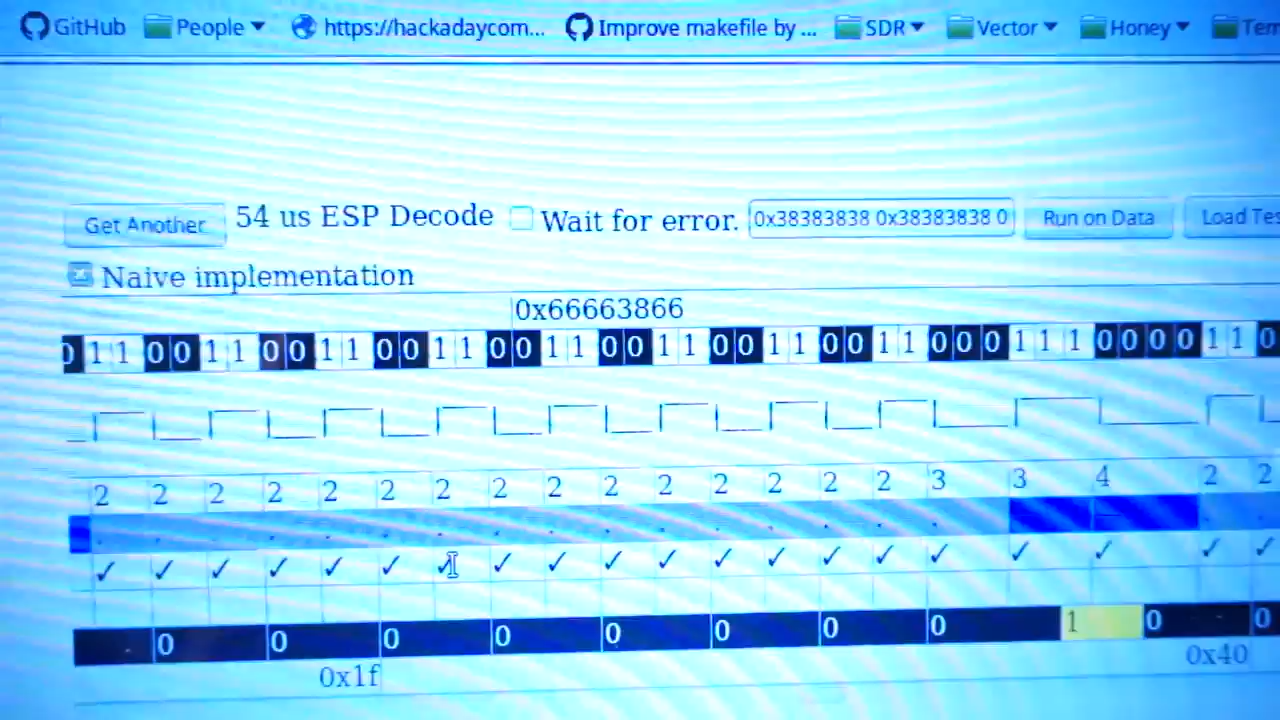 GitHub People https://hackadaycom... Improve makefile by ... SDR Vector Honey
Get Another 54 us ESP Decode Wait for error. 0x38383838 0x38383838 0 Run on Data Load Tes
Naive implementation
0x66663866
0 1 1 0 0 1 1 0 0 1 1 0 0 1 1 0 0 1 1 0 0 1 1 0 0 1 1 0 0 1 1 0 0 0 1 1 1 0 0 0 0 1 1 0
2 2 2 2 2 2 2 2 2 2 2 2 2 2 2 3 3 4 2 2
✓ ✓ ✓ ✓ ✓ ✓ ✓ ✓ ✓ ✓ ✓ ✓ ✓ ✓ ✓ ✓ ✓ ✓ ✓ ✓
0 0 0 0 0 0 0 0 1 0 0
0x1f 0x40